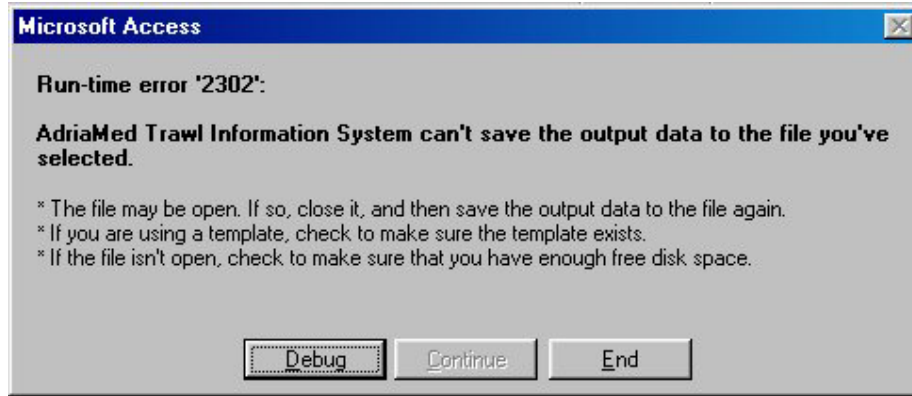 Microsoft Access
Run-time error '2302':
AdriaMed Trawl Information System can't save the output data to the file you've
selected.
* The file may be open. If so, close it, and then save the output data to the file again.
* If you are using a template, check to make sure the template exists.
* If the file isn't open, check to make sure that you have enough free disk space.
Debug Continue End